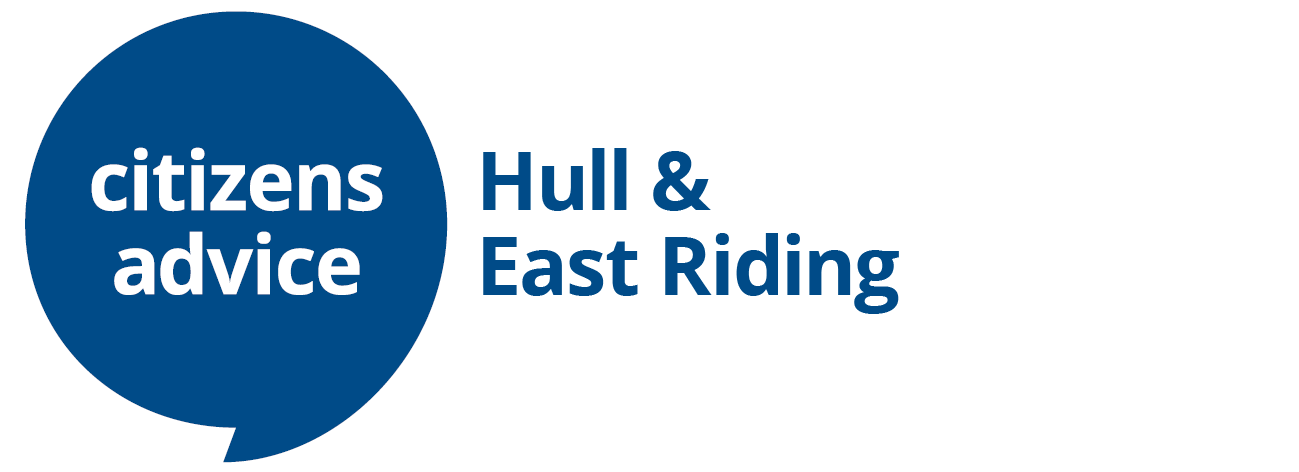 citizens
advice
Hull &
East Riding